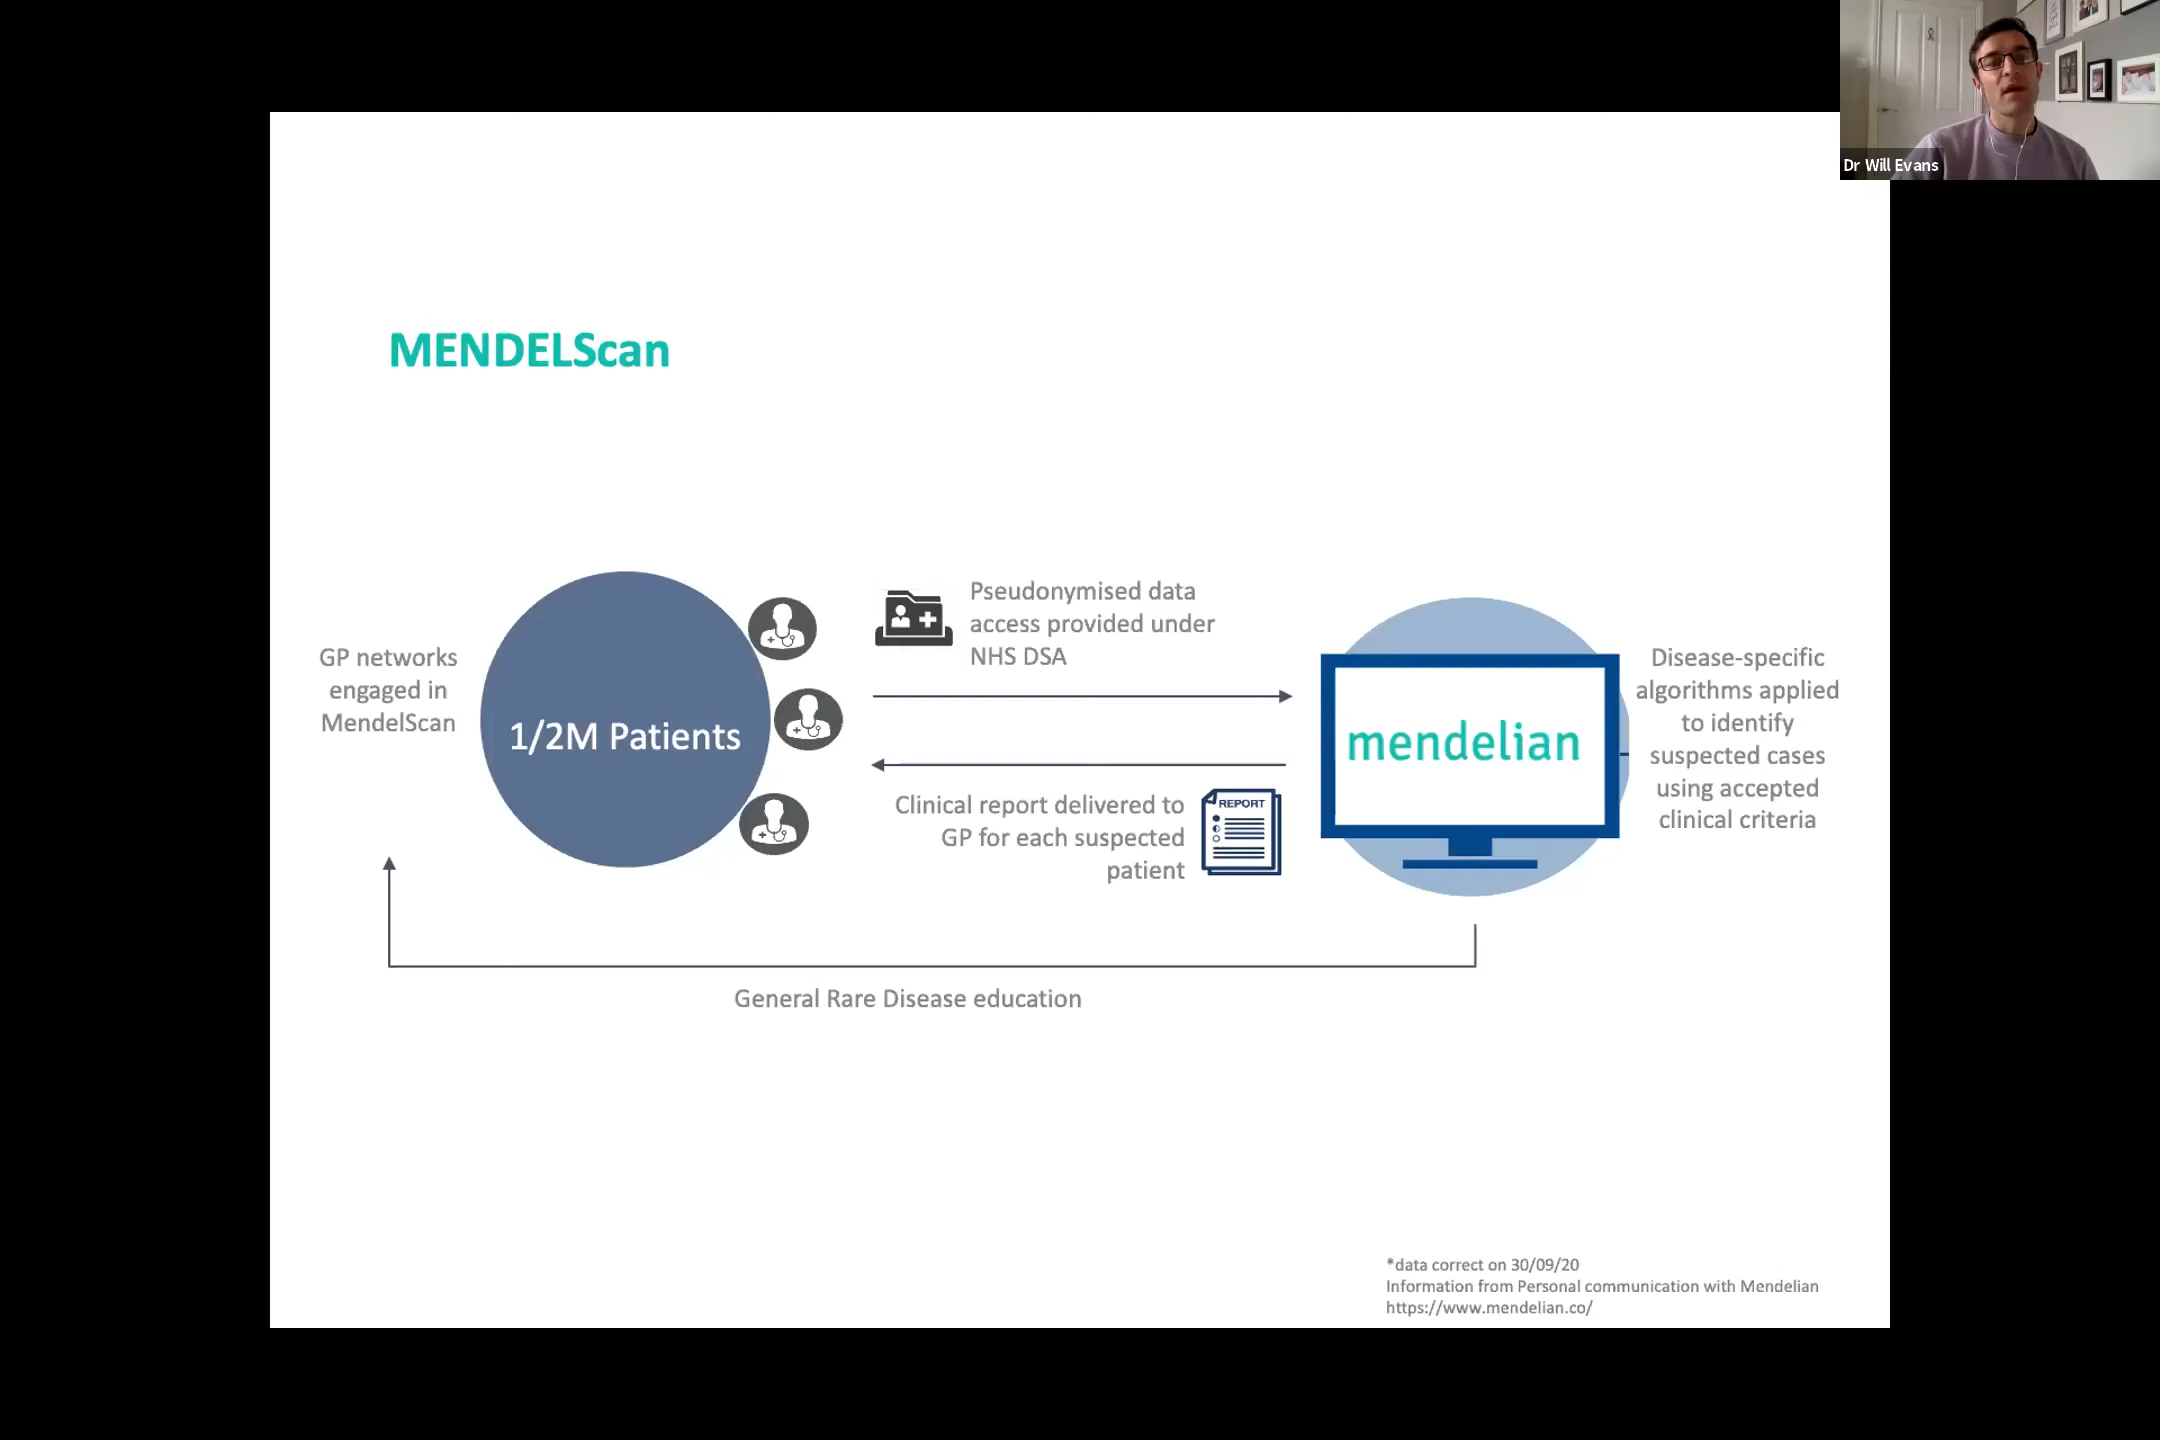 Dr Will Evans
MENDELScan
GP networks
engaged in
MendelScan
1/2M Patients
Pseudonymised data
access provided under
NHS DSA
Clinical report delivered to
GP for each suspected
patient
REPORT
mendelian
Disease-specific
algorithms applied
to identify
suspected cases
using accepted
clinical criteria
General Rare Disease education
*data correct on 30/09/20
Information from Personal communication with Mendelian
https://www.mendelian.co/